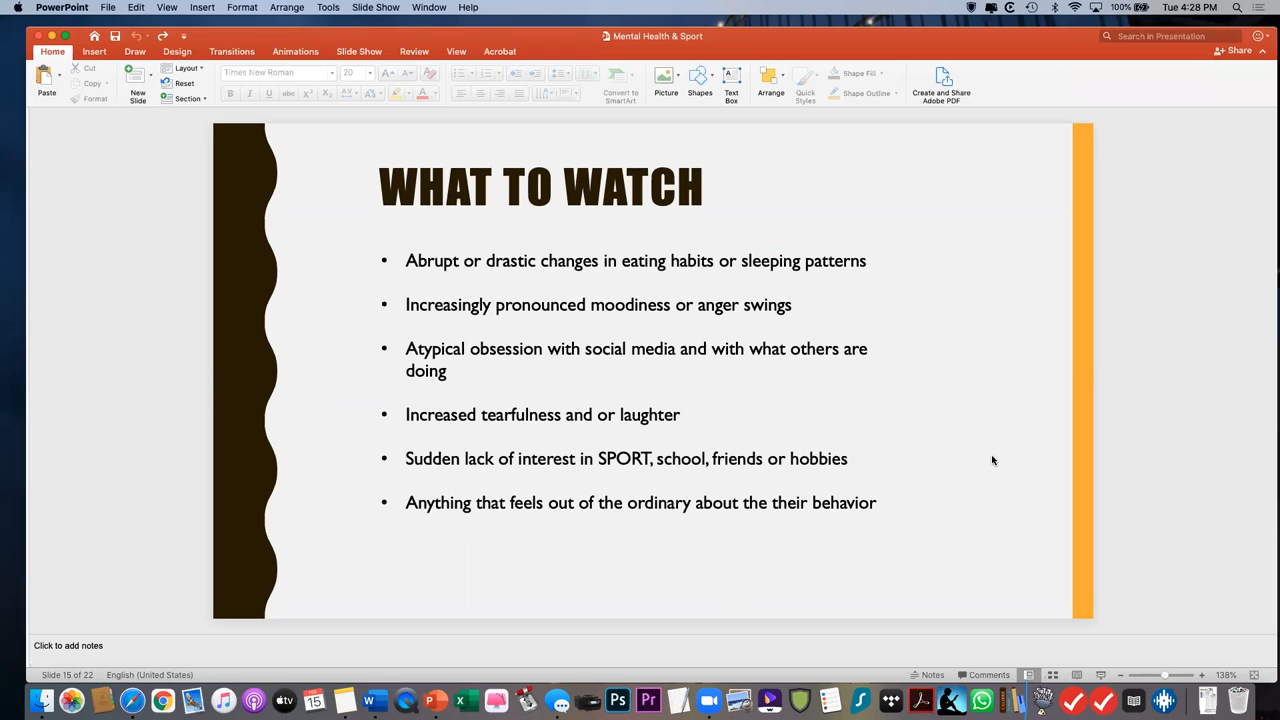 PowerPoint File Edit View Insert Format Arrange Tools Slide Show Window Help 100% Tue 4:28 PM
Mental Health & Sport
Search in Presentation
Home Insert Draw Design Transitions Animations Slide Show Review View Acrobat Share
Paste Cut Copy Format
New Slide Layout Reset Section
Times New Roman 20
Convert to SmartArt
Picture Shapes Text Box Arrange Quick Styles
Shape Fill
Shape Outline
Create and Share Adobe PDF
WHAT TO WATCH
• Abrupt or drastic changes in eating habits or sleeping patterns
• Increasingly pronounced moodiness or anger swings
• Atypical obsession with social media and with what others are
doing
• Increased tearfulness and or laughter
• Sudden lack of interest in SPORT, school, friends or hobbies
• Anything that feels out of the ordinary about the their behavior
Click to add notes
Slide 15 of 22 English (United States) Notes Comments 138%
FEB
15